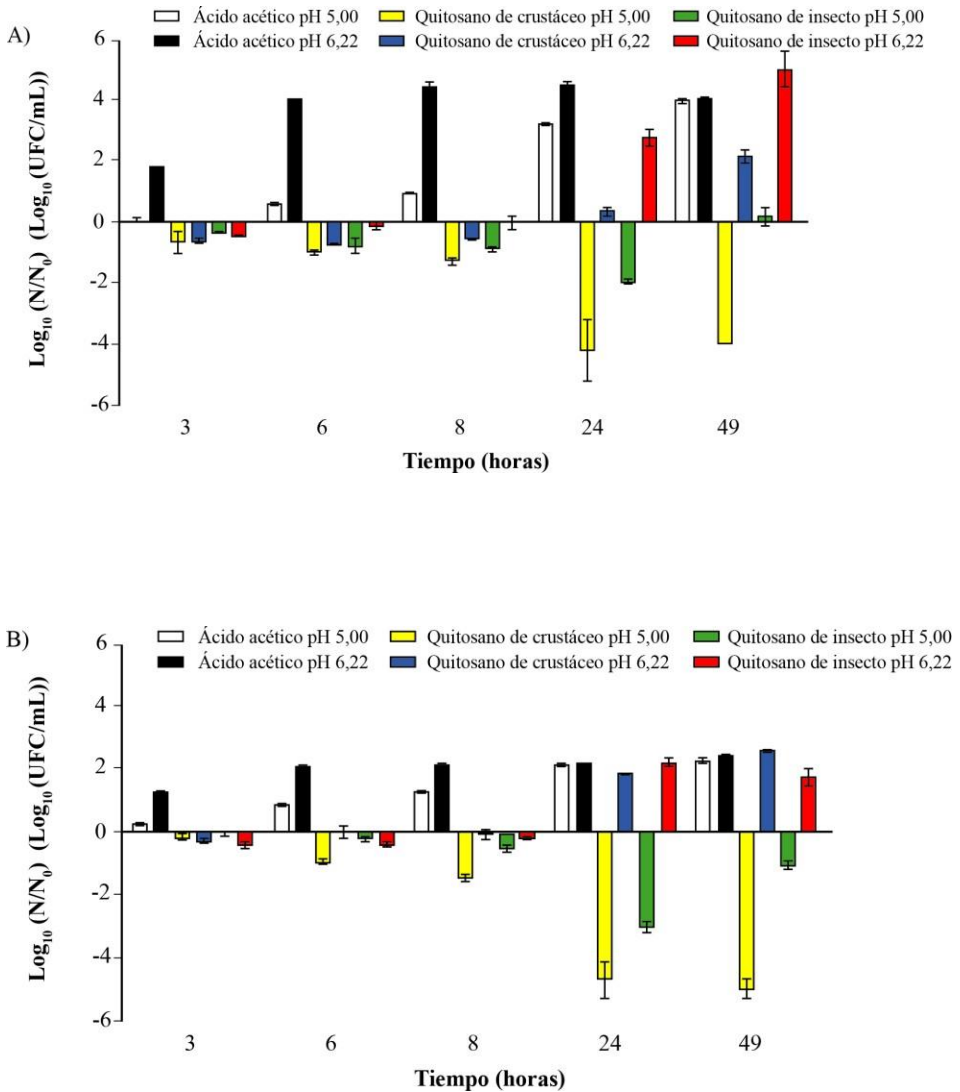 A)
Ácido acético pH 5,00 Quitosano de crustáceo pH 5,00 Quitosano de insecto pH 5,00
Ácido acético pH 6,22 Quitosano de crustáceo pH 6,22 Quitosano de insecto pH 6,22
Log10 (N/N0) (Log10 (UFC/mL))
6
4
2
0
-2
-4
-6
3 6 8 24 49
Tiempo (horas)
B)
Ácido acético pH 5,00 Quitosano de crustáceo pH 5,00 Quitosano de insecto pH 5,00
Ácido acético pH 6,22 Quitosano de crustáceo pH 6,22 Quitosano de insecto pH 6,22
Log10 (N/N0) (Log10 (UFC/mL))
6
4
2
0
-2
-4
-6
3 6 8 24 49
Tiempo (horas)